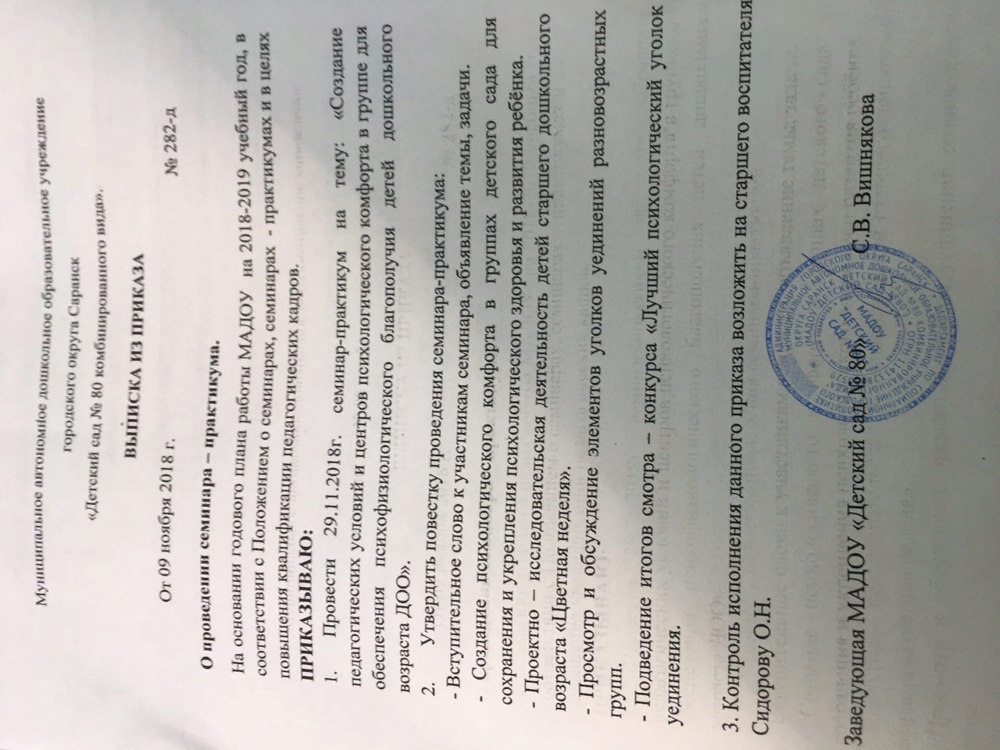 Муниципальное автономное дошкольное образовательное учреждение
городского округа Саранск
«Детский сад № 80 комбинированного вида».
ВЫПИСКА ИЗ ПРИКАЗА
От 09 ноября 2018 г. № 282-д
О проведении семинара – практикума.
На основании годового плана работы МАДОУ на 2018-2019 учебный год, в
соответствии с Положением о семинарах, семинарах - практикумах и в целях
повышения квалификации педагогических кадров.
ПРИКАЗЫВАЮ:
1. Провести 29.11.2018г. семинар-практикум на тему: «Создание
педагогических условий и центров психологического комфорта в группе для
обеспечения психофизиологического благополучия детей дошкольного
возраста ДОО».
2. Утвердить повестку проведения семинара-практикума:
- Вступительное слово к участникам семинара, объявление темы, задачи.
- Создание психологического комфорта в группах детского сада для
сохранения и укрепления психологического здоровья и развития ребёнка.
- Проектно – исследовательская деятельность детей старшего дошкольного
возраста «Цветная неделя».
- Просмотр и обсуждение элементов уголков уединений разновозрастных
групп.
- Подведение итогов смотра – конкурса «Лучший психологический уголок
уединения.
3. Контроль исполнения данного приказа возложить на старшего воспитателя
Сидорову О.Н.
Заведующая МАДОУ «Детский сад № 80» С.В. Вишнякова
МАДОУ
"ДЕТСКИЙ
САД №